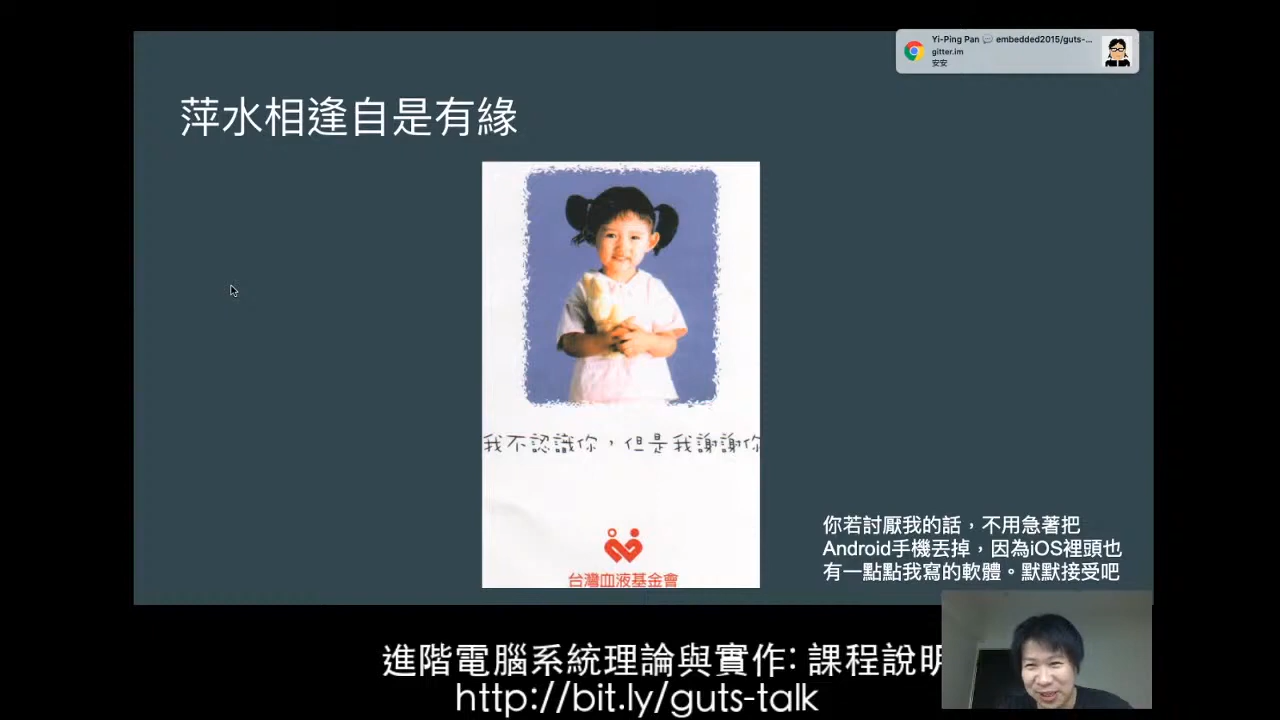 Yi-Ping Pan 💬 embedded2015/guts-...
gitter.im
安安
萍水相逢自是有緣
我不認識你，但是我謝謝你
台灣血液基金會
你若討厭我的話，不用急著把
Android手機丟掉，因為iOS裡頭也
有一點點我寫的軟體。默默接受吧
進階電腦系統理論與實作: 課程說明
http://bit.ly/guts-talk